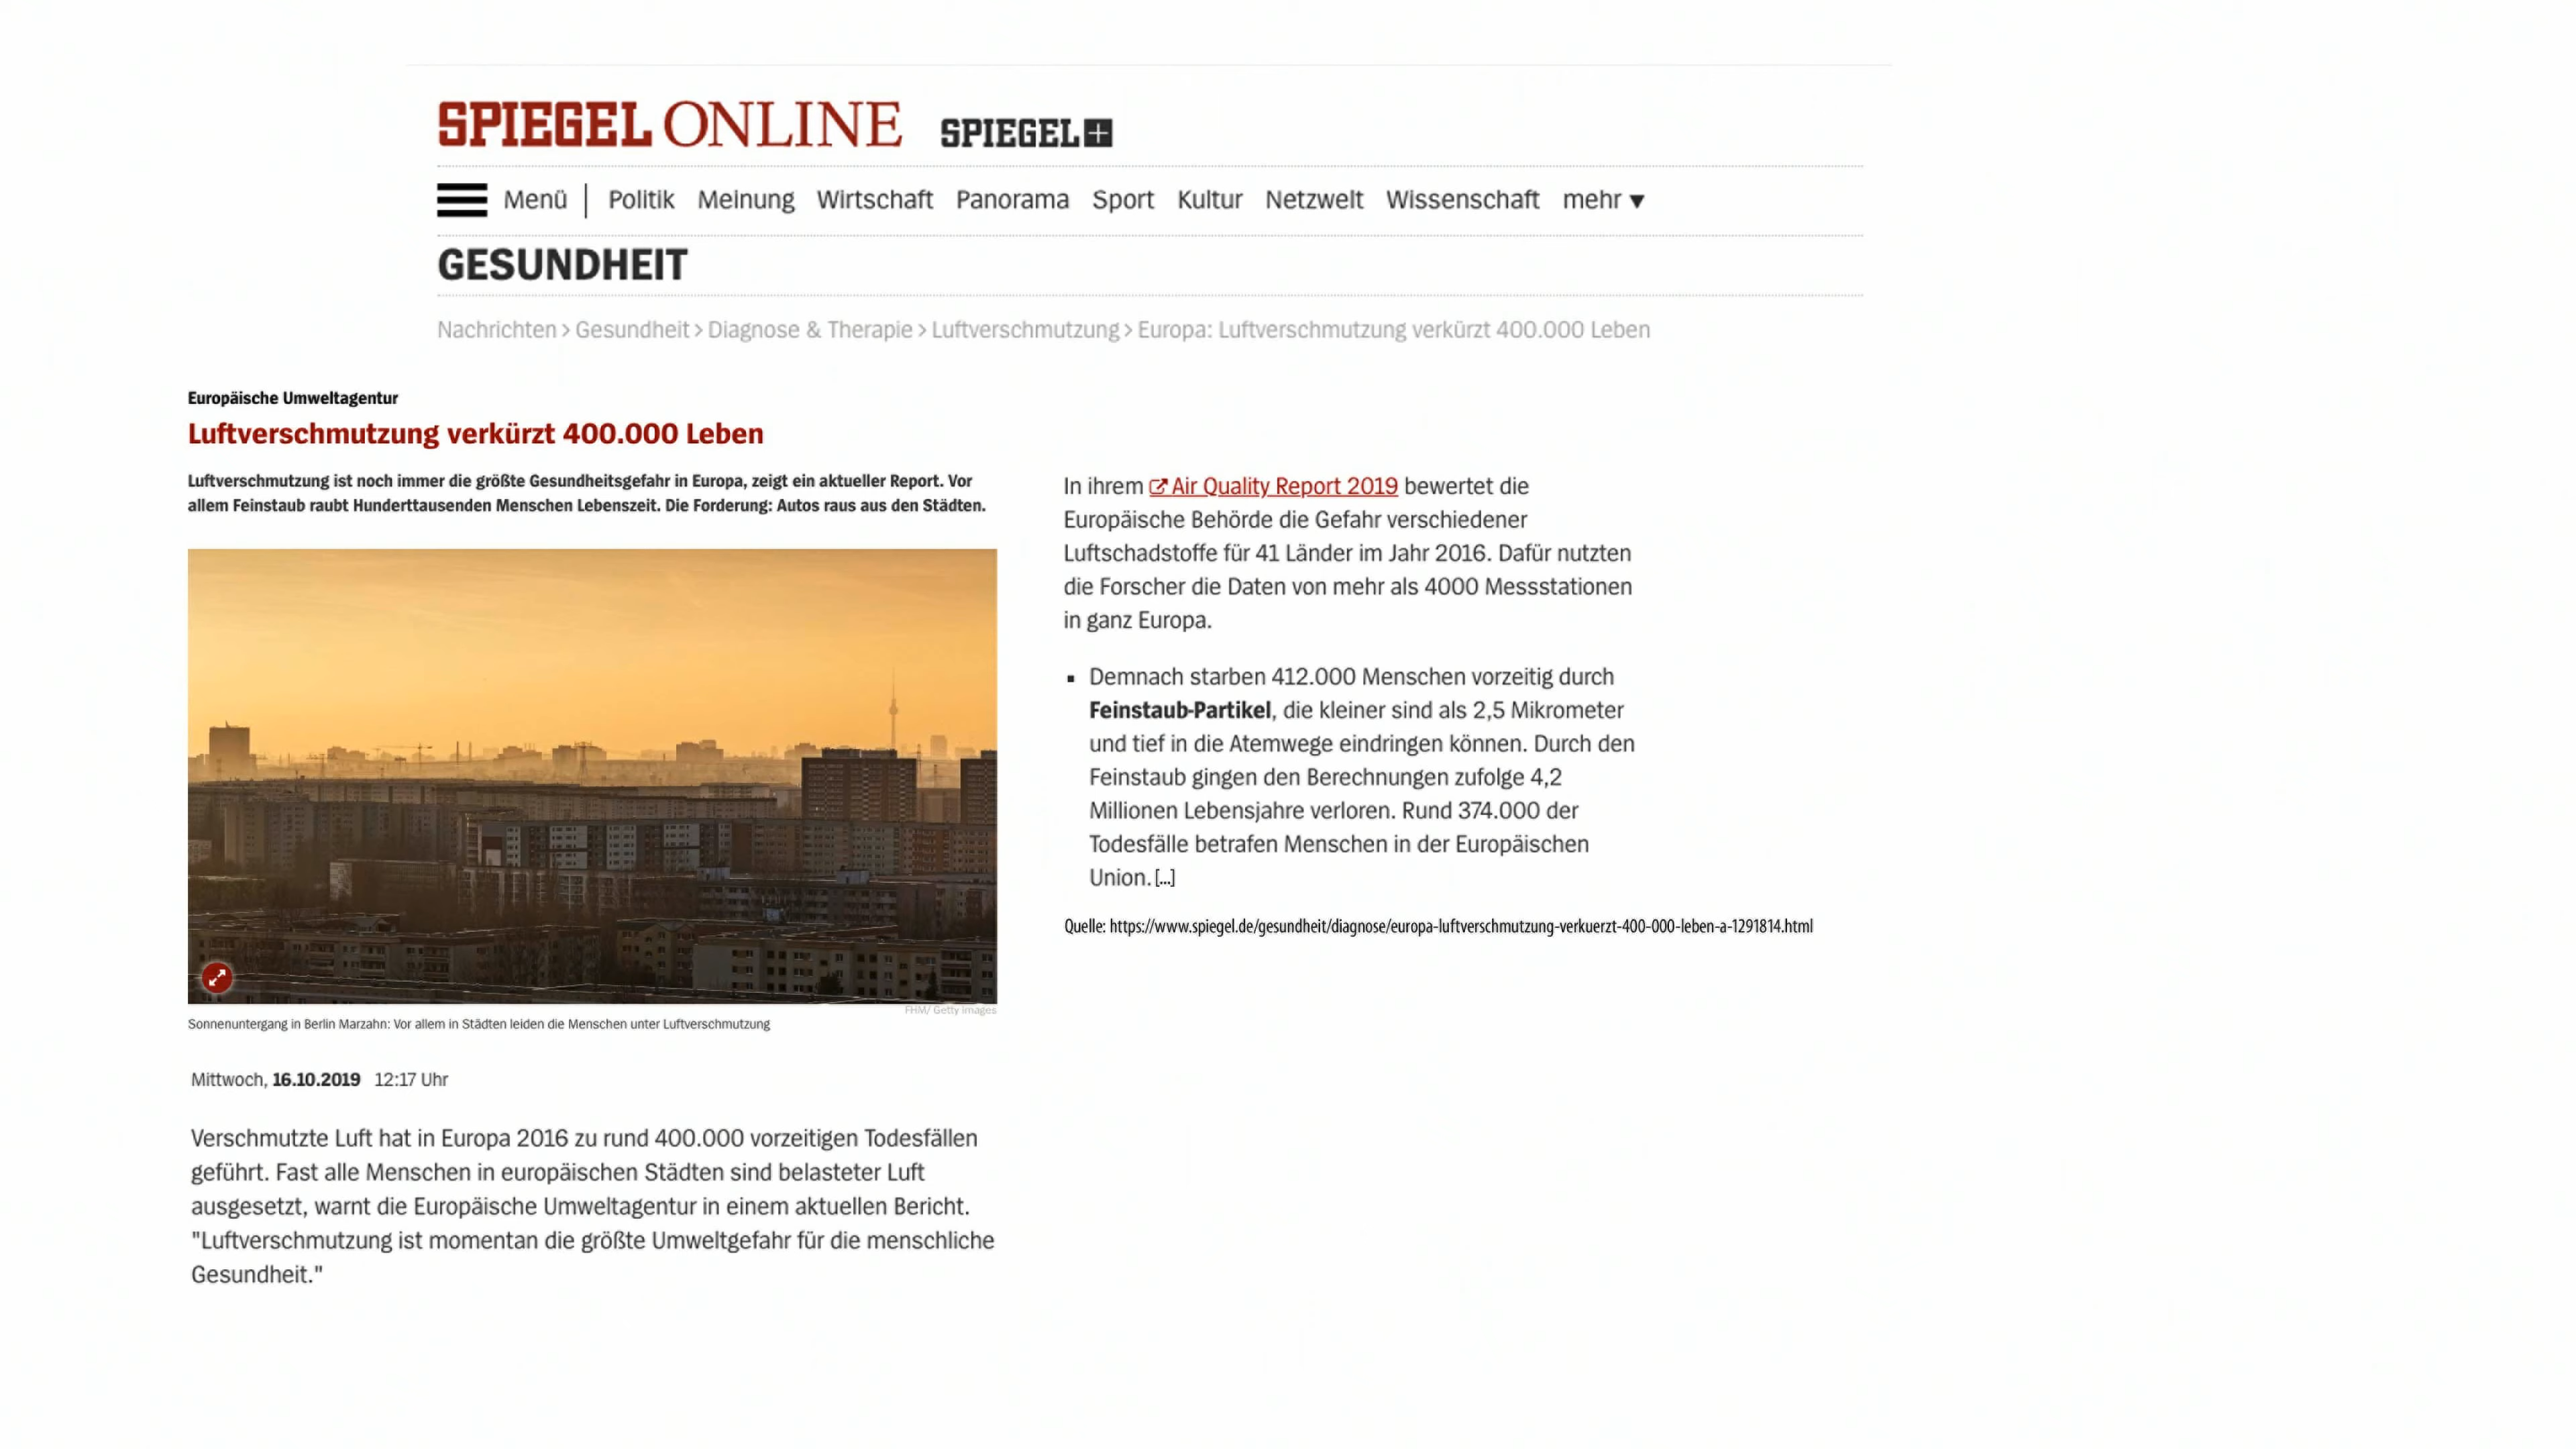 SPIEGEL ONLINE SPIEGEL+
Menü | Politik Meinung Wirtschaft Panorama Sport Kultur Netzwelt Wissenschaft mehr ▼
GESUNDHEIT
Nachrichten > Gesundheit > Diagnose & Therapie > Luftverschmutzung > Europa: Luftverschmutzung verkürzt 400.000 Leben
Europäische Umweltagentur
Luftverschmutzung verkürzt 400.000 Leben
Luftverschmutzung ist noch immer die größte Gesundheitsgefahr in Europa, zeigt ein aktueller Report. Vor
allem Feinstaub raubt Hunderttausenden Menschen Lebenszeit. Die Forderung: Autos raus aus den Städten.
FHM/ Getty Images
Sonnenuntergang in Berlin Marzahn: Vor allem in Städten leiden die Menschen unter Luftverschmutzung
Mittwoch, 16.10.2019 12:17 Uhr
Verschmutzte Luft hat in Europa 2016 zu rund 400.000 vorzeitigen Todesfällen
geführt. Fast alle Menschen in europäischen Städten sind belasteter Luft
ausgesetzt, warnt die Europäische Umweltagentur in einem aktuellen Bericht.
"Luftverschmutzung ist momentan die größte Umweltgefahr für die menschliche
Gesundheit."
In ihrem Air Quality Report 2019 bewertet die
Europäische Behörde die Gefahr verschiedener
Luftschadstoffe für 41 Länder im Jahr 2016. Dafür nutzten
die Forscher die Daten von mehr als 4000 Messstationen
in ganz Europa.
▪ Demnach starben 412.000 Menschen vorzeitig durch
Feinstaub-Partikel, die kleiner sind als 2,5 Mikrometer
und tief in die Atemwege eindringen können. Durch den
Feinstaub gingen den Berechnungen zufolge 4,2
Millionen Lebensjahre verloren. Rund 374.000 der
Todesfälle betrafen Menschen in der Europäischen
Union. [...]
Quelle: https://www.spiegel.de/gesundheit/diagnose/europa-luftverschmutzung-verkuerzt-400-000-leben-a-1291814.html